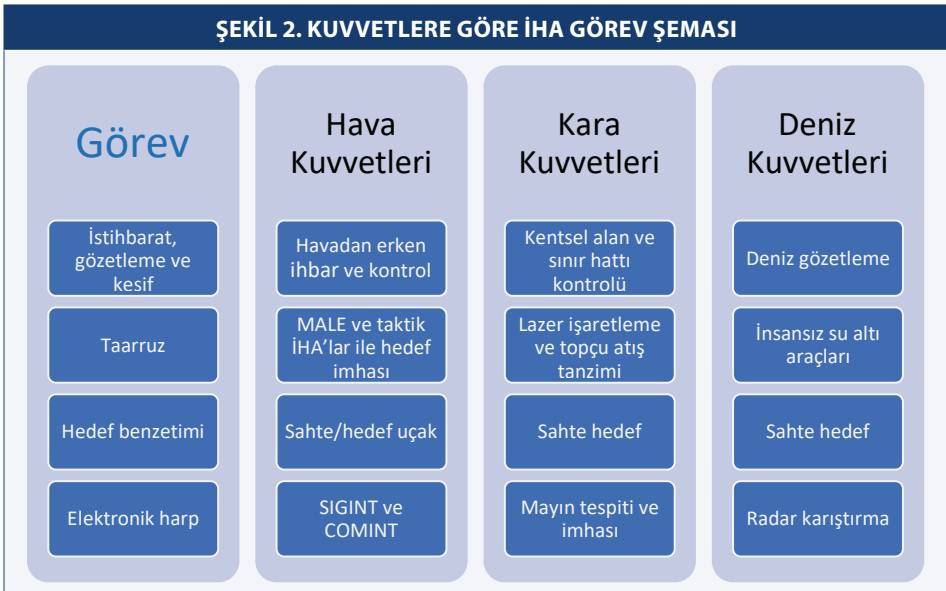 ŞEKİL 2. KUVVETLERE GÖRE İHA GÖREV ŞEMASI
Görev
İstihbarat,
gözetleme ve
kesif
Taarruz
Hedef benzetimi
Elektronik harp
Hava
Kuvvetleri
Havadan erken
ihbar ve kontrol
MALE ve taktik
İHA'lar ile hedef
imhası
Sahte/hedef uçak
SIGINT ve
COMINT
Kara
Kuvvetleri
Kentsel alan ve
sınır hattı
kontrolü
Lazer işaretleme
ve topçu atış
tanzimi
Sahte hedef
Mayın tespiti ve
imhası
Deniz
Kuvvetleri
Deniz gözetleme
İnsansız su altı
araçları
Sahte hedef
Radar karıştırma